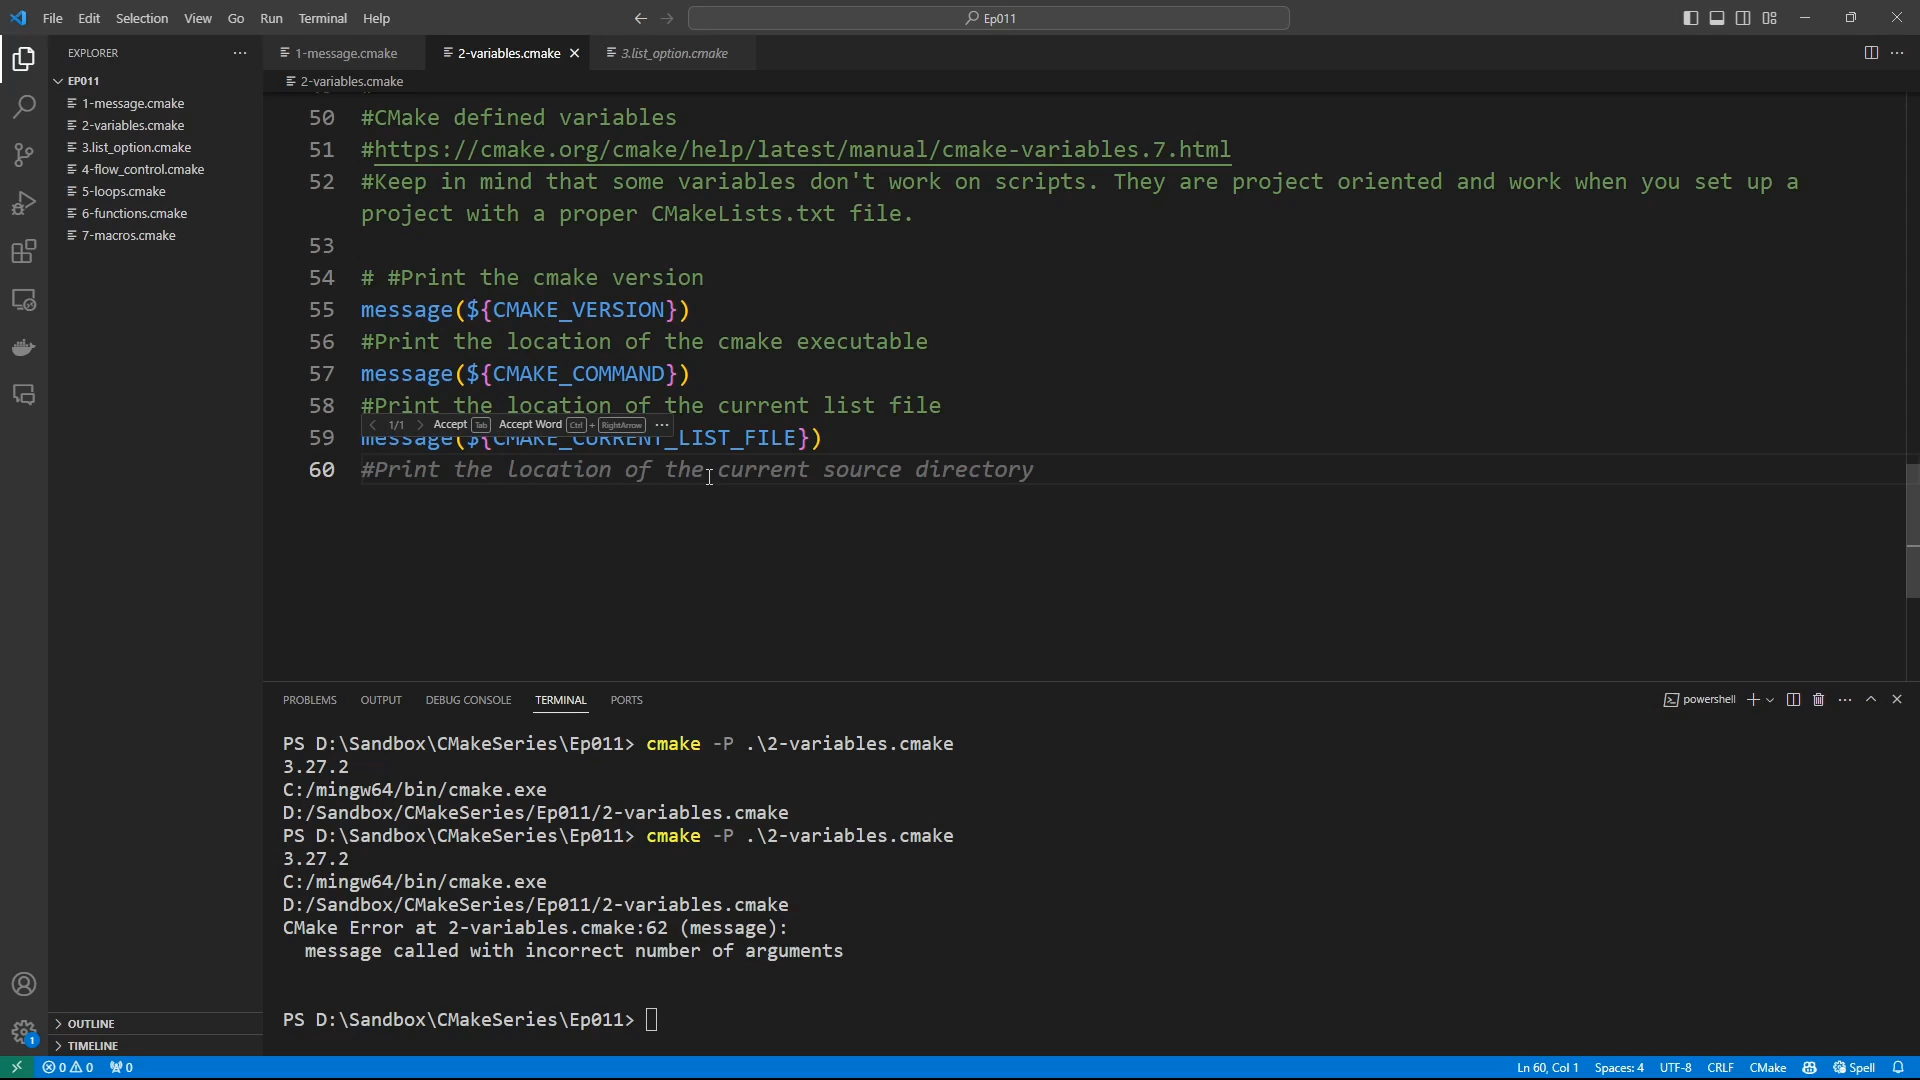 File Edit Selection View Go Run Terminal Help
Ep011
EXPLORER
1-message.cmake
2-variables.cmake
3.list_option.cmake
EP011
2-variables.cmake
1-message.cmake
2-variables.cmake
3.list_option.cmake
4-flow_control.cmake
5-loops.cmake
6-functions.cmake
7-macros.cmake
50 #CMake defined variables
51 #https://cmake.org/cmake/help/latest/manual/cmake-variables.7.html
52 #Keep in mind that some variables don't work on scripts. They are project oriented and work when you set up a
project with a proper CMakeLists.txt file.
53
54 # #Print the cmake version
55 message(${CMAKE_VERSION})
56 #Print the location of the cmake executable
57 message(${CMAKE_COMMAND})
58 #Print the location of the current list file
1/1 Accept Tab Accept Word Ctrl + RightArrow ···
59 message(${CMAKE_CURRENT_LIST_FILE})
60 #Print the location of the current source directory
PROBLEMS OUTPUT DEBUG CONSOLE TERMINAL PORTS
powershell
PS D:\Sandbox\CMakeSeries\Ep011> cmake -P .\2-variables.cmake
3.27.2
C:/mingw64/bin/cmake.exe
D:/Sandbox/CMakeSeries/Ep011/2-variables.cmake
PS D:\Sandbox\CMakeSeries\Ep011> cmake -P .\2-variables.cmake
3.27.2
C:/mingw64/bin/cmake.exe
D:/Sandbox/CMakeSeries/Ep011/2-variables.cmake
CMake Error at 2-variables.cmake:62 (message):
message called with incorrect number of arguments
PS D:\Sandbox\CMakeSeries\Ep011>
OUTLINE
1
TIMELINE
0 0 0
Ln 60, Col 1 Spaces: 4 UTF-8 CRLF CMake Spell